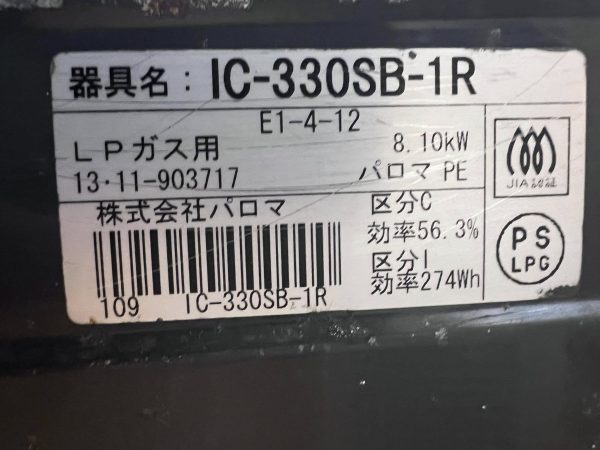 器具名：IC-330SB-1R
E1-4-12
LPガス用 8.10kW
13・11-903717 パロマ PE
JIA認証
株式会社パロマ
区分C
効率56.3%
区分I
効率274Wh
PS
LPG
109 IC-330SB-1R